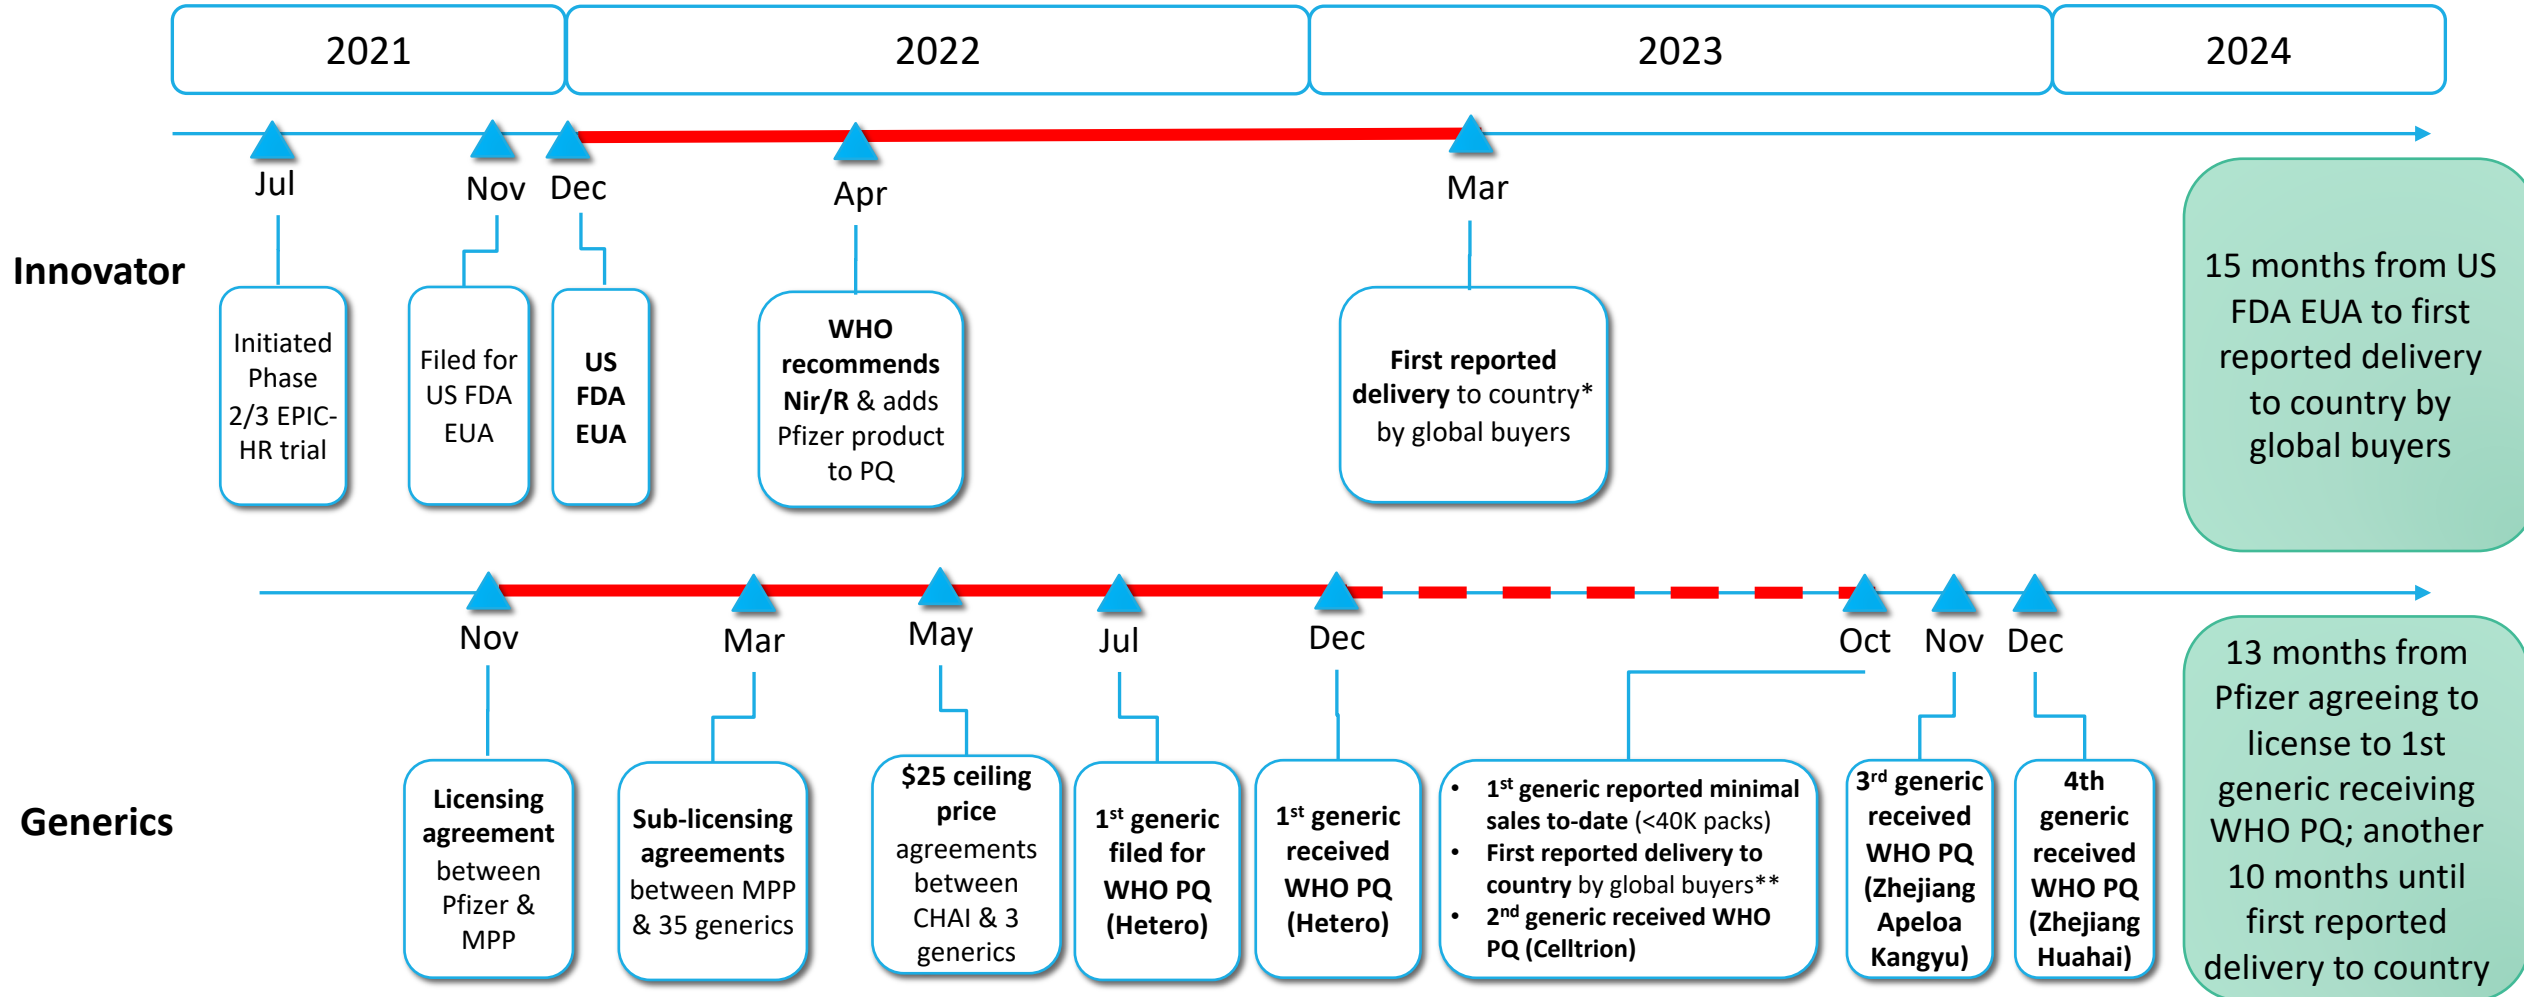 2021
2022
2023
2024
Jul
Nov
Dec
Apr
Mar
Innovator
Initiated
Phase
2/3 EPIC-
HR trial
Filed for
US FDA
EUA
US
FDA
EUA
WHO
recommends
Nir/R & adds
Pfizer product
to PQ
First reported
delivery to country*
by global buyers
15 months from US
FDA EUA to first
reported delivery
to country by
global buyers
Nov
Mar
May
Jul
Dec
Oct
Nov
Dec
Generics
Licensing
agreement
between
Pfizer &
MPP
Sub-licensing
agreements
between MPP
& 35 generics
$25 ceiling
price
agreements
between
CHAI & 3
generics
1st generic
filed for
WHO PQ
(Hetero)
1st generic
received
WHO PQ
(Hetero)
• 1st generic reported minimal
sales to-date (<40K packs)
• First reported delivery to
country by global buyers**
• 2nd generic received WHO
PQ (Celltrion)
3rd generic
received
WHO PQ
(Zhejiang
Apeloa
Kangyu)
4th
generic
received
WHO PQ
(Zhejiang
Huahai)
13 months from
Pfizer agreeing to
license to 1st
generic receiving
WHO PQ; another
10 months until
first reported
delivery to country